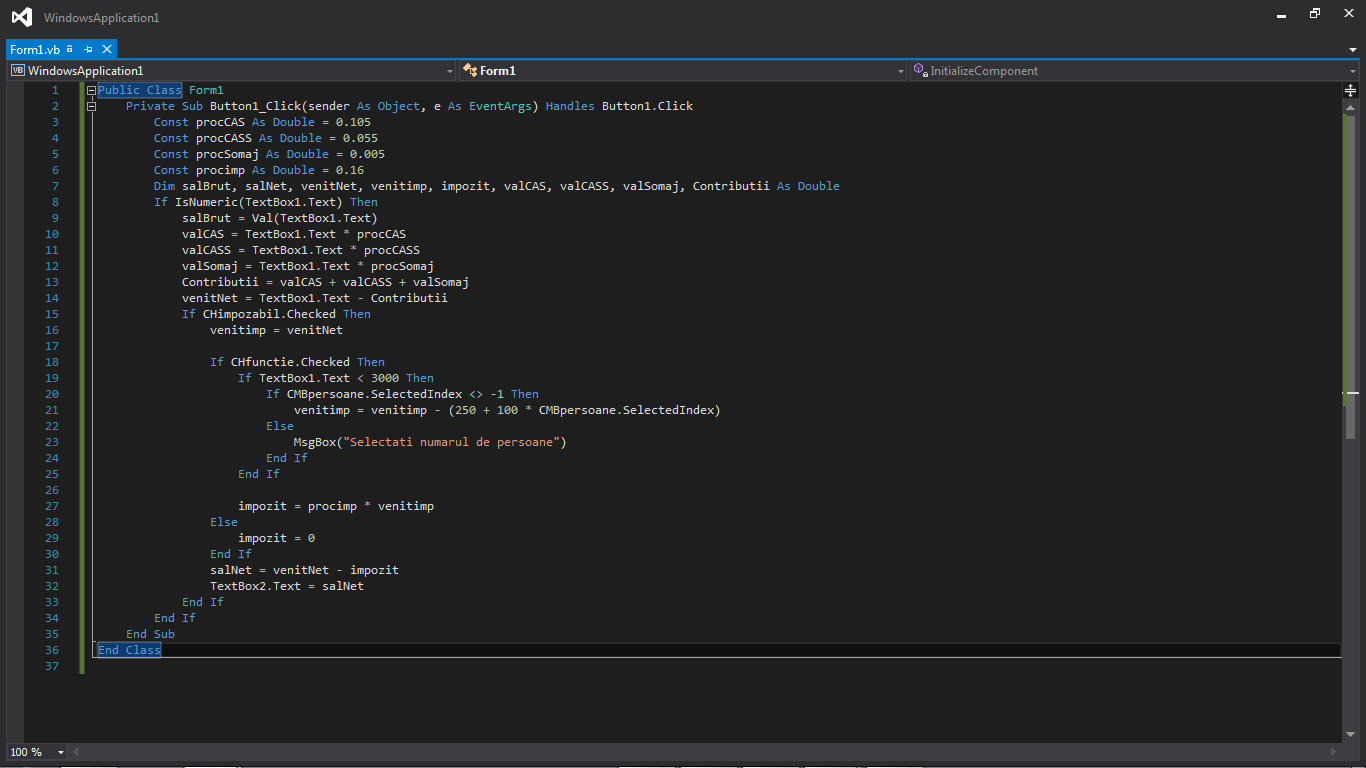 WindowsApplication1
Form1.vb
VB WindowsApplication1 Form1 InitializeComponent
1 Public Class Form1
2 Private Sub Button1_Click(sender As Object, e As EventArgs) Handles Button1.Click
3 Const procCAS As Double = 0.105
4 Const procCASS As Double = 0.055
5 Const procSomaj As Double = 0.005
6 Const procimp As Double = 0.16
7 Dim salBrut, salNet, venitNet, venitimp, impozit, valCAS, valCASS, valSomaj, Contributii As Double
8 If IsNumeric(TextBox1.Text) Then
9 salBrut = Val(TextBox1.Text)
10 valCAS = TextBox1.Text * procCAS
11 valCASS = TextBox1.Text * procCASS
12 valSomaj = TextBox1.Text * procSomaj
13 Contributii = valCAS + valCASS + valSomaj
14 venitNet = TextBox1.Text - Contributii
15 If CHimpozabil.Checked Then
16 venitimp = venitNet
17
18 If CHfunctie.Checked Then
19 If TextBox1.Text < 3000 Then
20 If CMBpersoane.SelectedIndex <> -1 Then
21 venitimp = venitimp - (250 + 100 * CMBpersoane.SelectedIndex)
22 Else
23 MsgBox("Selectati numarul de persoane")
24 End If
25 End If
26
27 impozit = procimp * venitimp
28 Else
29 impozit = 0
30 End If
31 salNet = venitNet - impozit
32 TextBox2.Text = salNet
33 End If
34 End If
35 End Sub
36 End Class
37
100 %